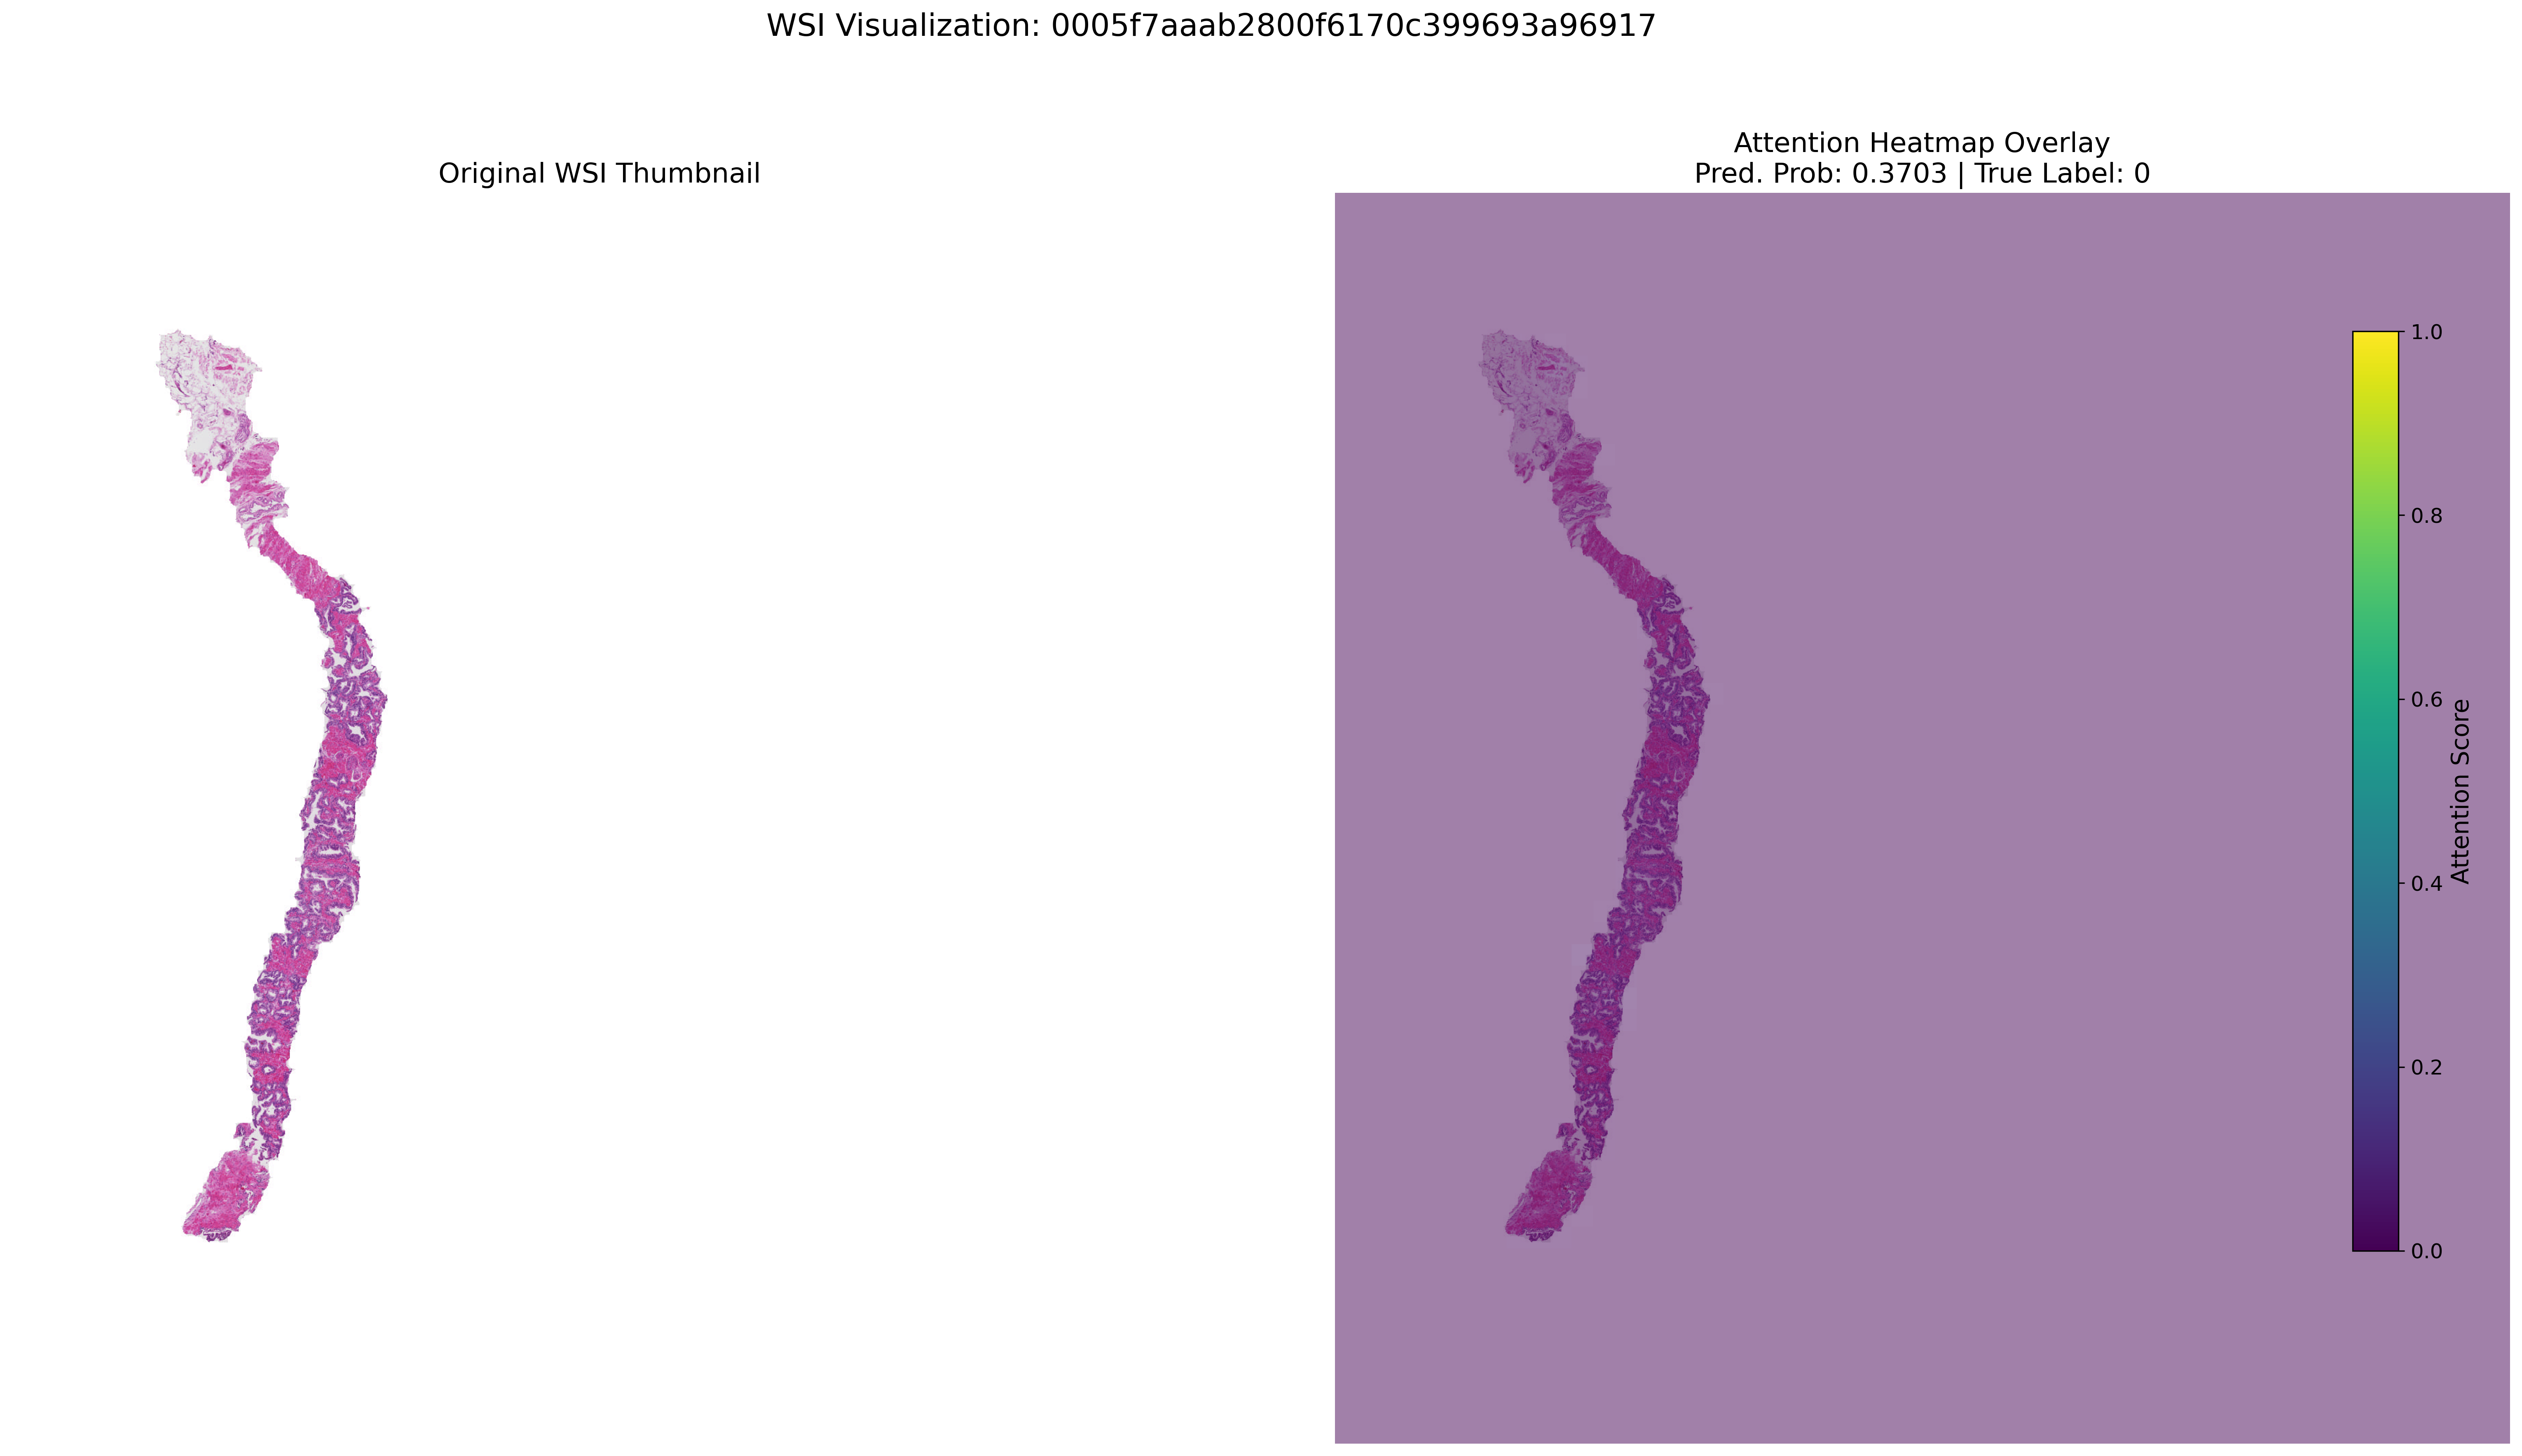 WSI Visualization: 0005f7aaab2800f6170c399693a96917
Original WSI Thumbnail
Attention Heatmap Overlay
Pred. Prob: 0.3703 | True Label: 0
1.0
0.8
0.6
0.4
0.2
0.0
Attention Score